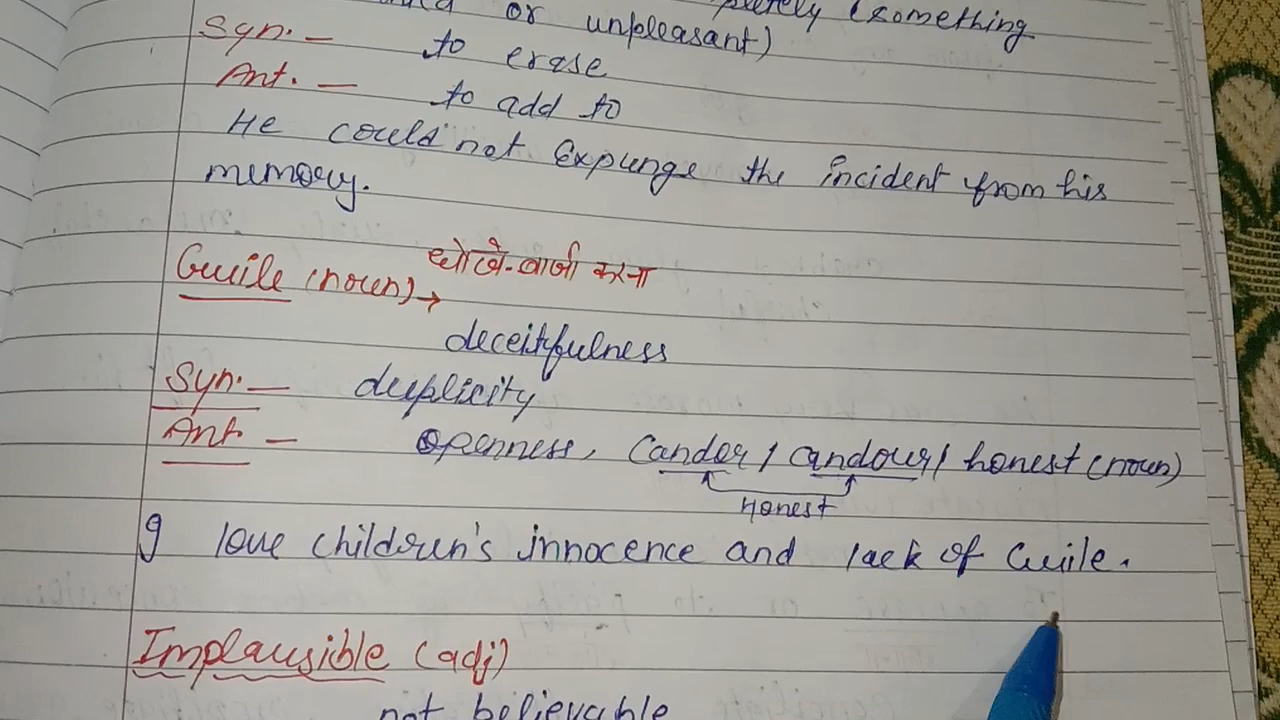 or unpleasant) (something
Syn. — to erase
Ant. — to add to
He could not Expunge the incident from his
memory.
Guile (noun) → धोखे-बाजी करना
deceitfulness
Syn. — duplicity
Ant — openness, Cander / candour / honest (noun)
Honest
I love children's innocence and lack of Guile.
Implausible (adj)
not believable